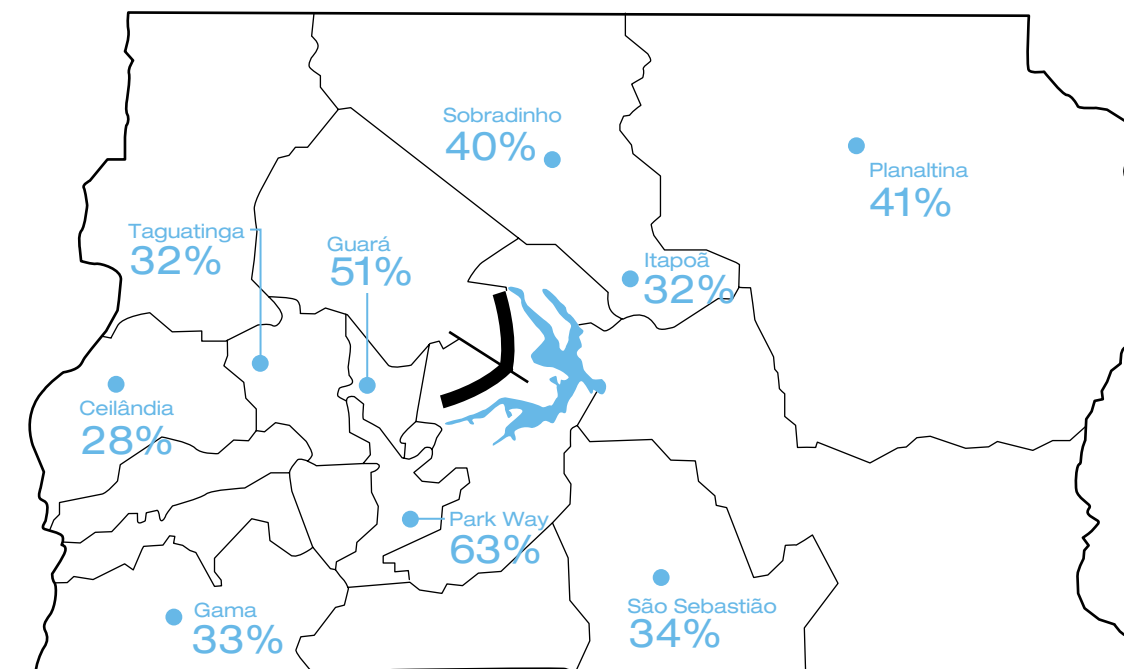 Sobradinho
40%
Planaltina
41%
Taguatinga
32%
Guará
51%
Itapoã
32%
Ceilândia
28%
Park Way
63%
Gama
33%
São Sebastião
34%